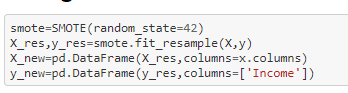 smote=SMOTE(random_state=42)
X_res,y_res=smote.fit_resample(X,y)
X_new=pd.DataFrame(X_res,columns=x.columns)
y_new=pd.DataFrame(y_res,columns=['Income'])